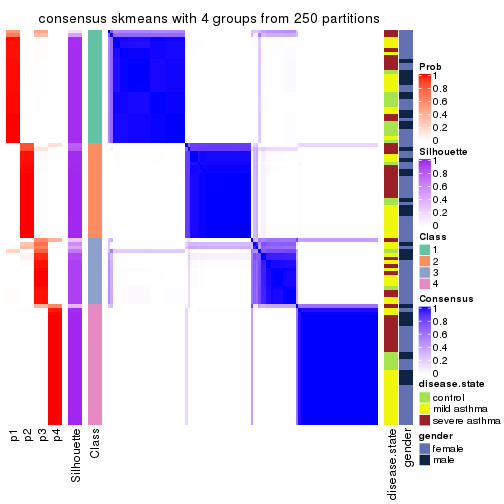 consensus skmeans with 4 groups from 250 partitions
Prob
1
0.8
0.6
0.4
0.2
0
Silhouette
1
0.8
0.6
0.4
0.2
0
Class
1
2
3
4
Consensus
1
0.8
0.6
0.4
0.2
0
disease.state
control
mild asthma
severe asthma
gender
female
male
p1
p2
p3
p4
Silhouette
Class
disease.state
gender